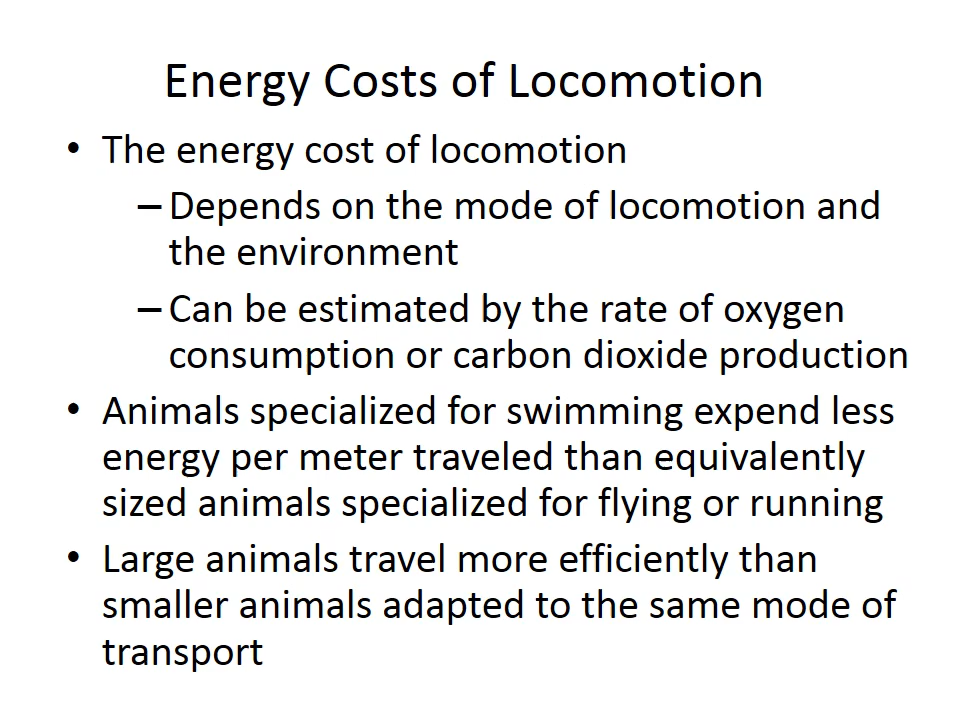 Energy Costs of Locomotion
• The energy cost of locomotion
– Depends on the mode of locomotion and
the environment
– Can be estimated by the rate of oxygen
consumption or carbon dioxide production
• Animals specialized for swimming expend less
energy per meter traveled than equivalently
sized animals specialized for flying or running
• Large animals travel more efficiently than
smaller animals adapted to the same mode of
transport